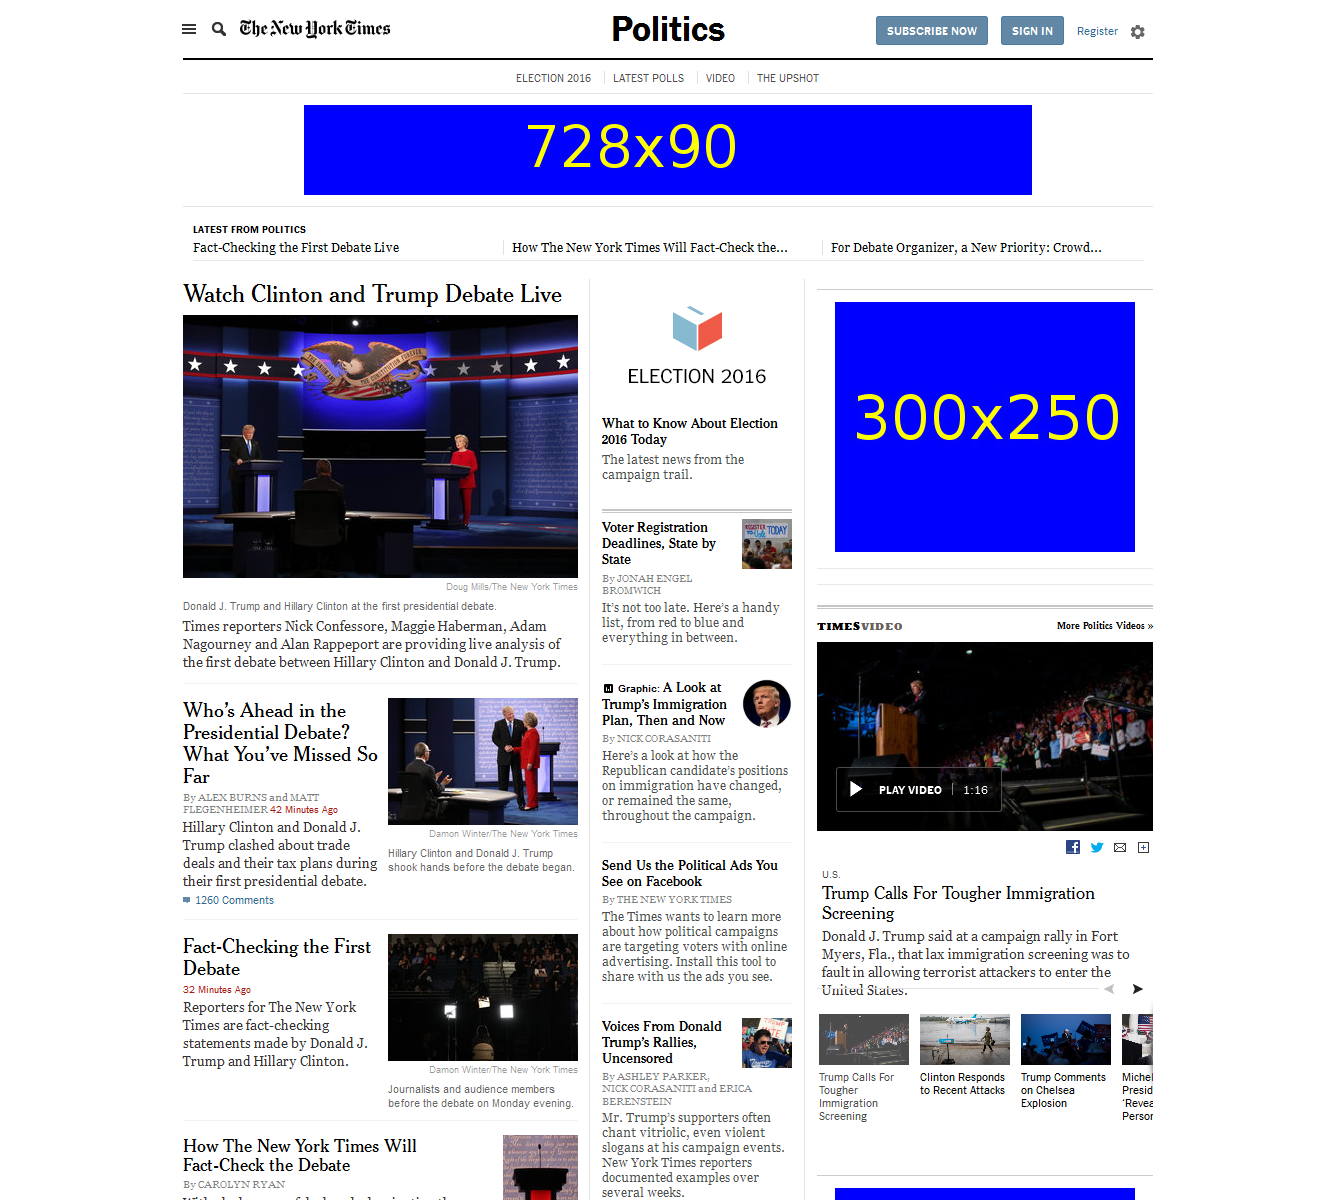 The New York Times
Politics
SUBSCRIBE NOW
SIGN IN
Register
ELECTION 2016
LATEST POLLS
VIDEO
THE UPSHOT
728x90
LATEST FROM POLITICS
Fact-Checking the First Debate Live
How The New York Times Will Fact-Check the...
For Debate Organizer, a New Priority: Crowd...
Watch Clinton and Trump Debate Live
Doug Mills/The New York Times
Donald J. Trump and Hillary Clinton at the first presidential debate.
Times reporters Nick Confessore, Maggie Haberman, Adam
Nagourney and Alan Rappeport are providing live analysis of
the first debate between Hillary Clinton and Donald J. Trump.
Who's Ahead in the
Presidential Debate?
What You've Missed So
Far
By ALEX BURNS and MATT
FLEGENHEIMER 42 Minutes Ago
Hillary Clinton and Donald J.
Trump clashed about trade
deals and their tax plans during
their first presidential debate.
1260 Comments
Damon Winter/The New York Times
Hillary Clinton and Donald J. Trump
shook hands before the debate began.
Fact-Checking the First
Debate
32 Minutes Ago
Reporters for The New York
Times are fact-checking
statements made by Donald J.
Trump and Hillary Clinton.
Damon Winter/The New York Times
Journalists and audience members
before the debate on Monday evening.
How The New York Times Will
Fact-Check the Debate
By CAROLYN RYAN
ELECTION 2016
What to Know About Election
2016 Today
The latest news from the
campaign trail.
Voter Registration
Deadlines, State by
State
By JONAH ENGEL
BROMWICH
It's not too late. Here's a handy
list, from red to blue and
everything in between.
REGISTER
TO Vote TODAY
Graphic: A Look at
Trump's Immigration
Plan, Then and Now
By NICK CORASANITI
Here's a look at how the
Republican candidate's positions
on immigration have changed,
or remained the same,
throughout the campaign.
Send Us the Political Ads You
See on Facebook
By THE NEW YORK TIMES
The Times wants to learn more
about how political campaigns
are targeting voters with online
advertising. Install this tool to
share with us the ads you see.
Voices From Donald
Trump's Rallies,
Uncensored
By ASHLEY PARKER,
NICK CORASANITI and ERICA
BERENSTEIN
Mr. Trump's supporters often
chant vitriolic, even violent
slogans at his campaign events.
New York Times reporters
documented examples over
several weeks.
300x250
TIMESVIDEO
More Politics Videos »
PLAY VIDEO
1:16
U.S.
Trump Calls For Tougher Immigration
Screening
Donald J. Trump said at a campaign rally in Fort
Myers, Fla., that lax immigration screening was to
fault in allowing terrorist attackers to enter the
United States.
Trump Calls For
Tougher
Immigration
Screening
Clinton Responds
to Recent Attacks
Trump Comments
on Chelsea
Explosion
Michel
Presid
'Revea
Person